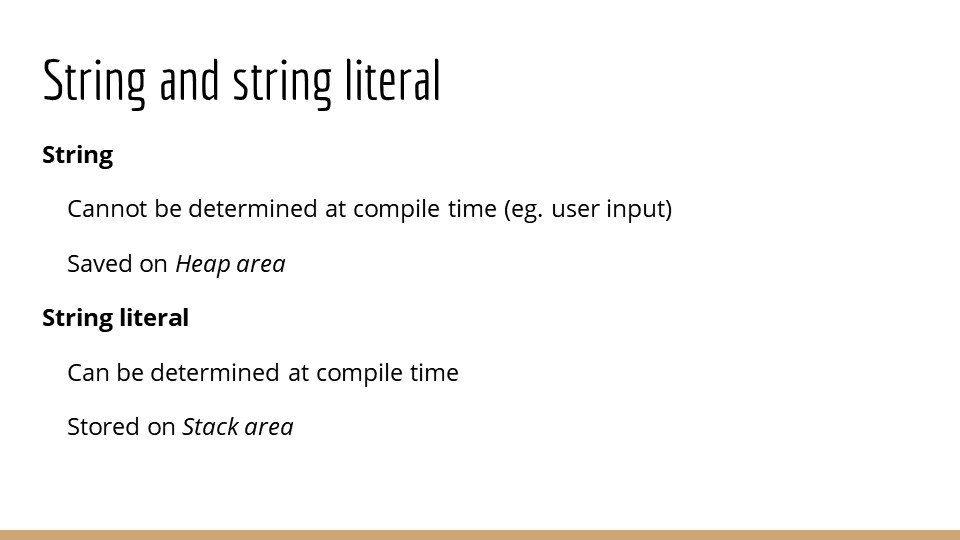 String and string literal
String
Cannot be determined at compile time (eg. user input)
Saved on Heap area
String literal
Can be determined at compile time
Stored on Stack area